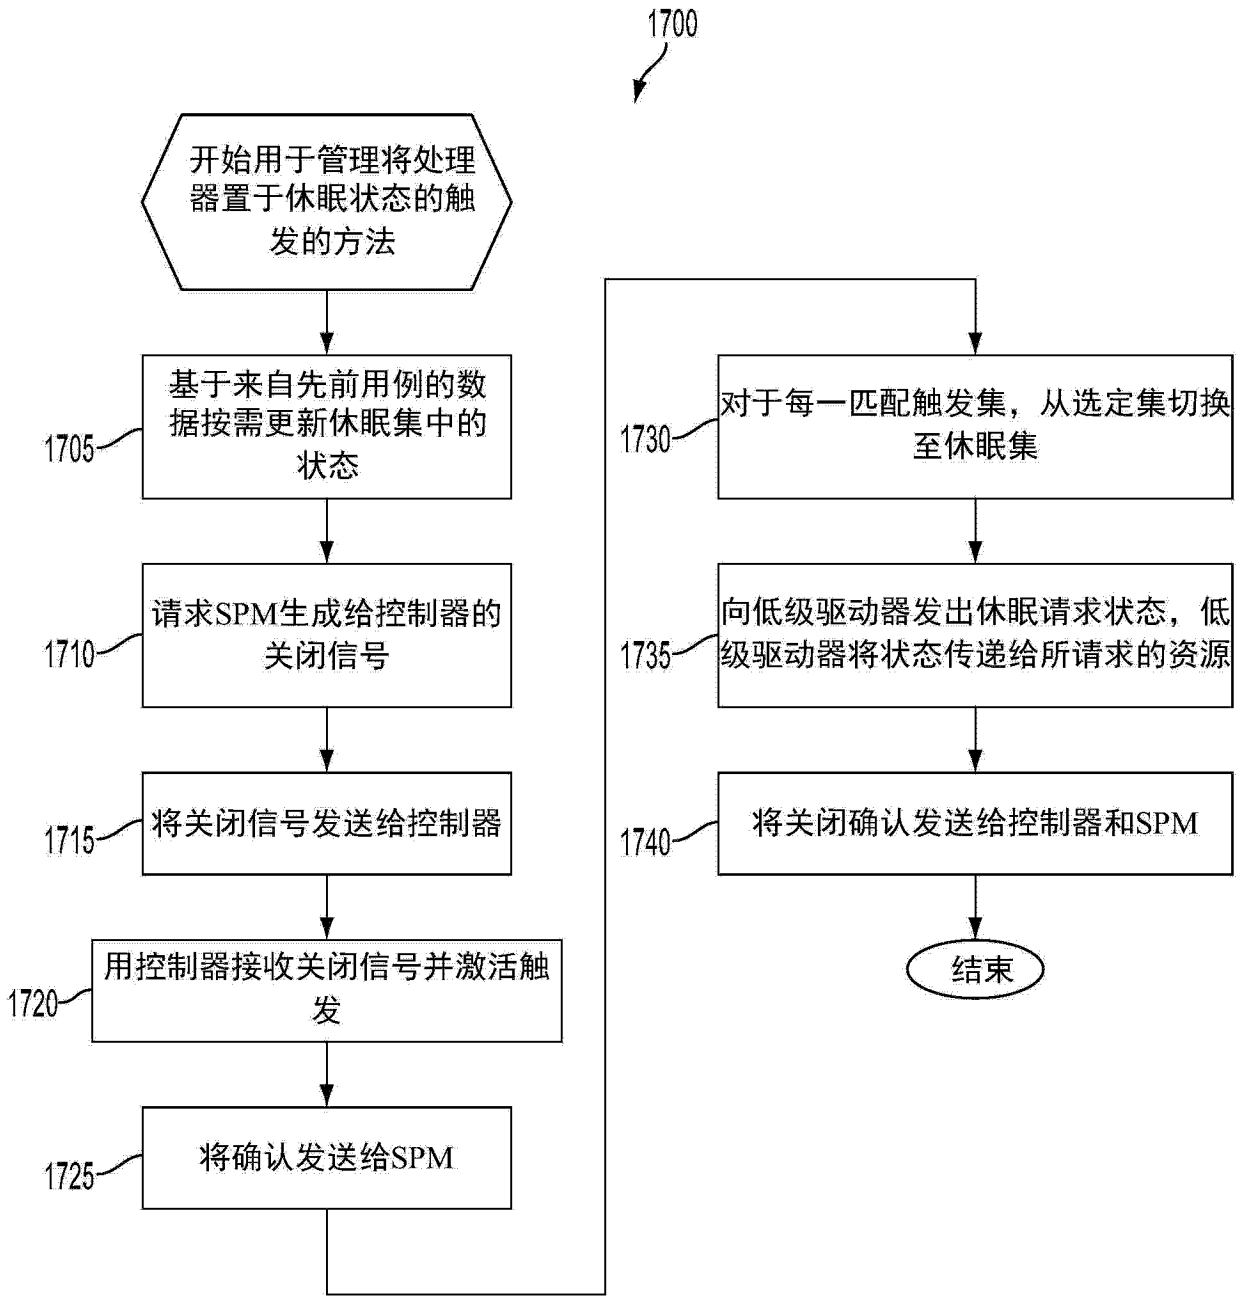 1700
开始用于管理将处理
器置于休眠状态的触
发的方法
1705
基于来自先前用例的数
据按需更新休眠集中的
状态
1710
请求SPM生成给控制器的
关闭信号
1715
将关闭信号发送给控制器
1720
用控制器接收关闭信号并激活触
发
1725
将确认发送给SPM
1730
对于每一匹配触发集，从选定集切换
至休眠集
1735
向低级驱动器发出休眠请求状态，低
级驱动器将状态传递给所请求的资源
1740
将关闭确认发送给控制器和SPM
结束